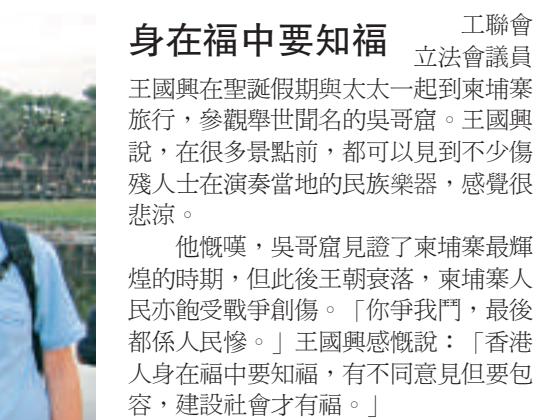 身在福中要知福
工聯會
立法會議員
王國興在聖誕假期與太太一起到柬埔寨
旅行，參觀舉世聞名的吳哥窟。王國興
說，在很多景點前，都可以見到不少傷
殘人士在演奏當地的民族樂器，感覺很
悲涼。
他慨嘆，吳哥窟見證了柬埔寨最輝
煌的時期，但此後王朝衰落，柬埔寨人
民亦飽受戰爭創傷。「你爭我鬥，最後
都係人民慘。」王國興感慨說：「香港
人身在福中要知福，有不同意見但要包
容，建設社會才有福。」